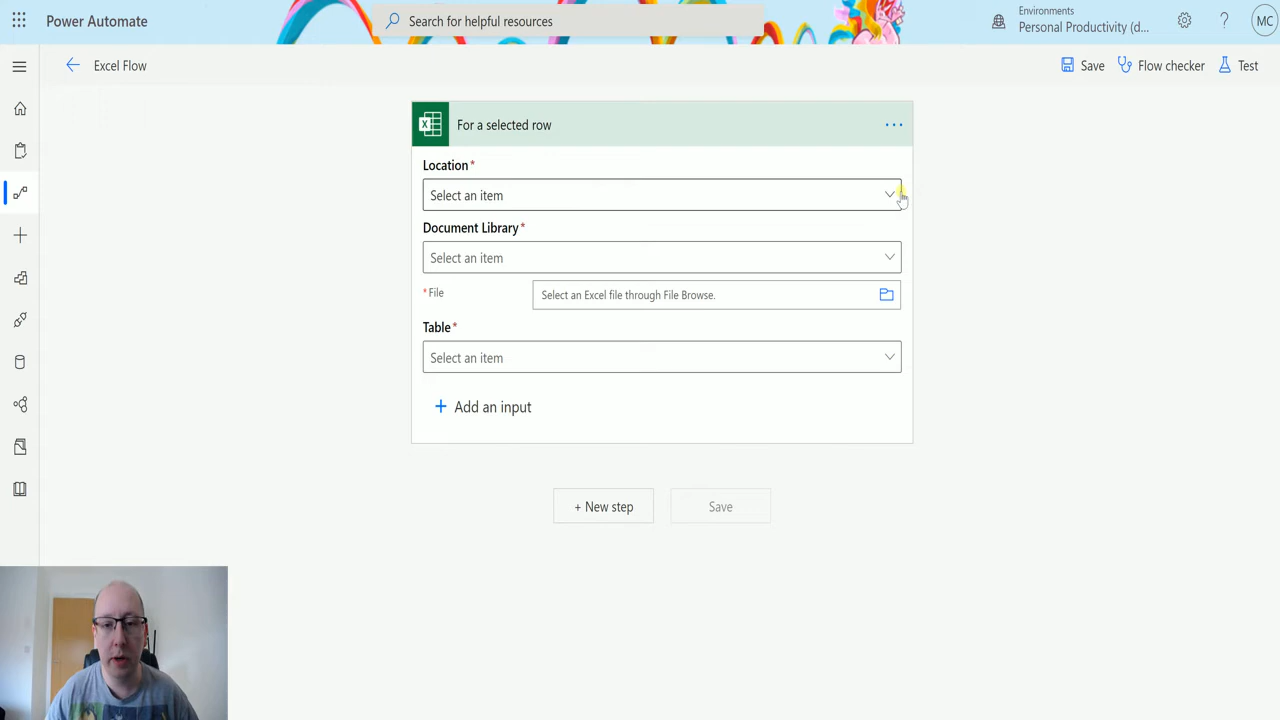 Power Automate
Search for helpful resources
Environments
Personal Productivity (d...
?
MC
Excel Flow
Save
Flow checker
Test
For a selected row
...
Location*
Select an item
Document Library*
Select an item
*File
Select an Excel file through File Browse.
Table*
Select an item
+ Add an input
+ New step
Save